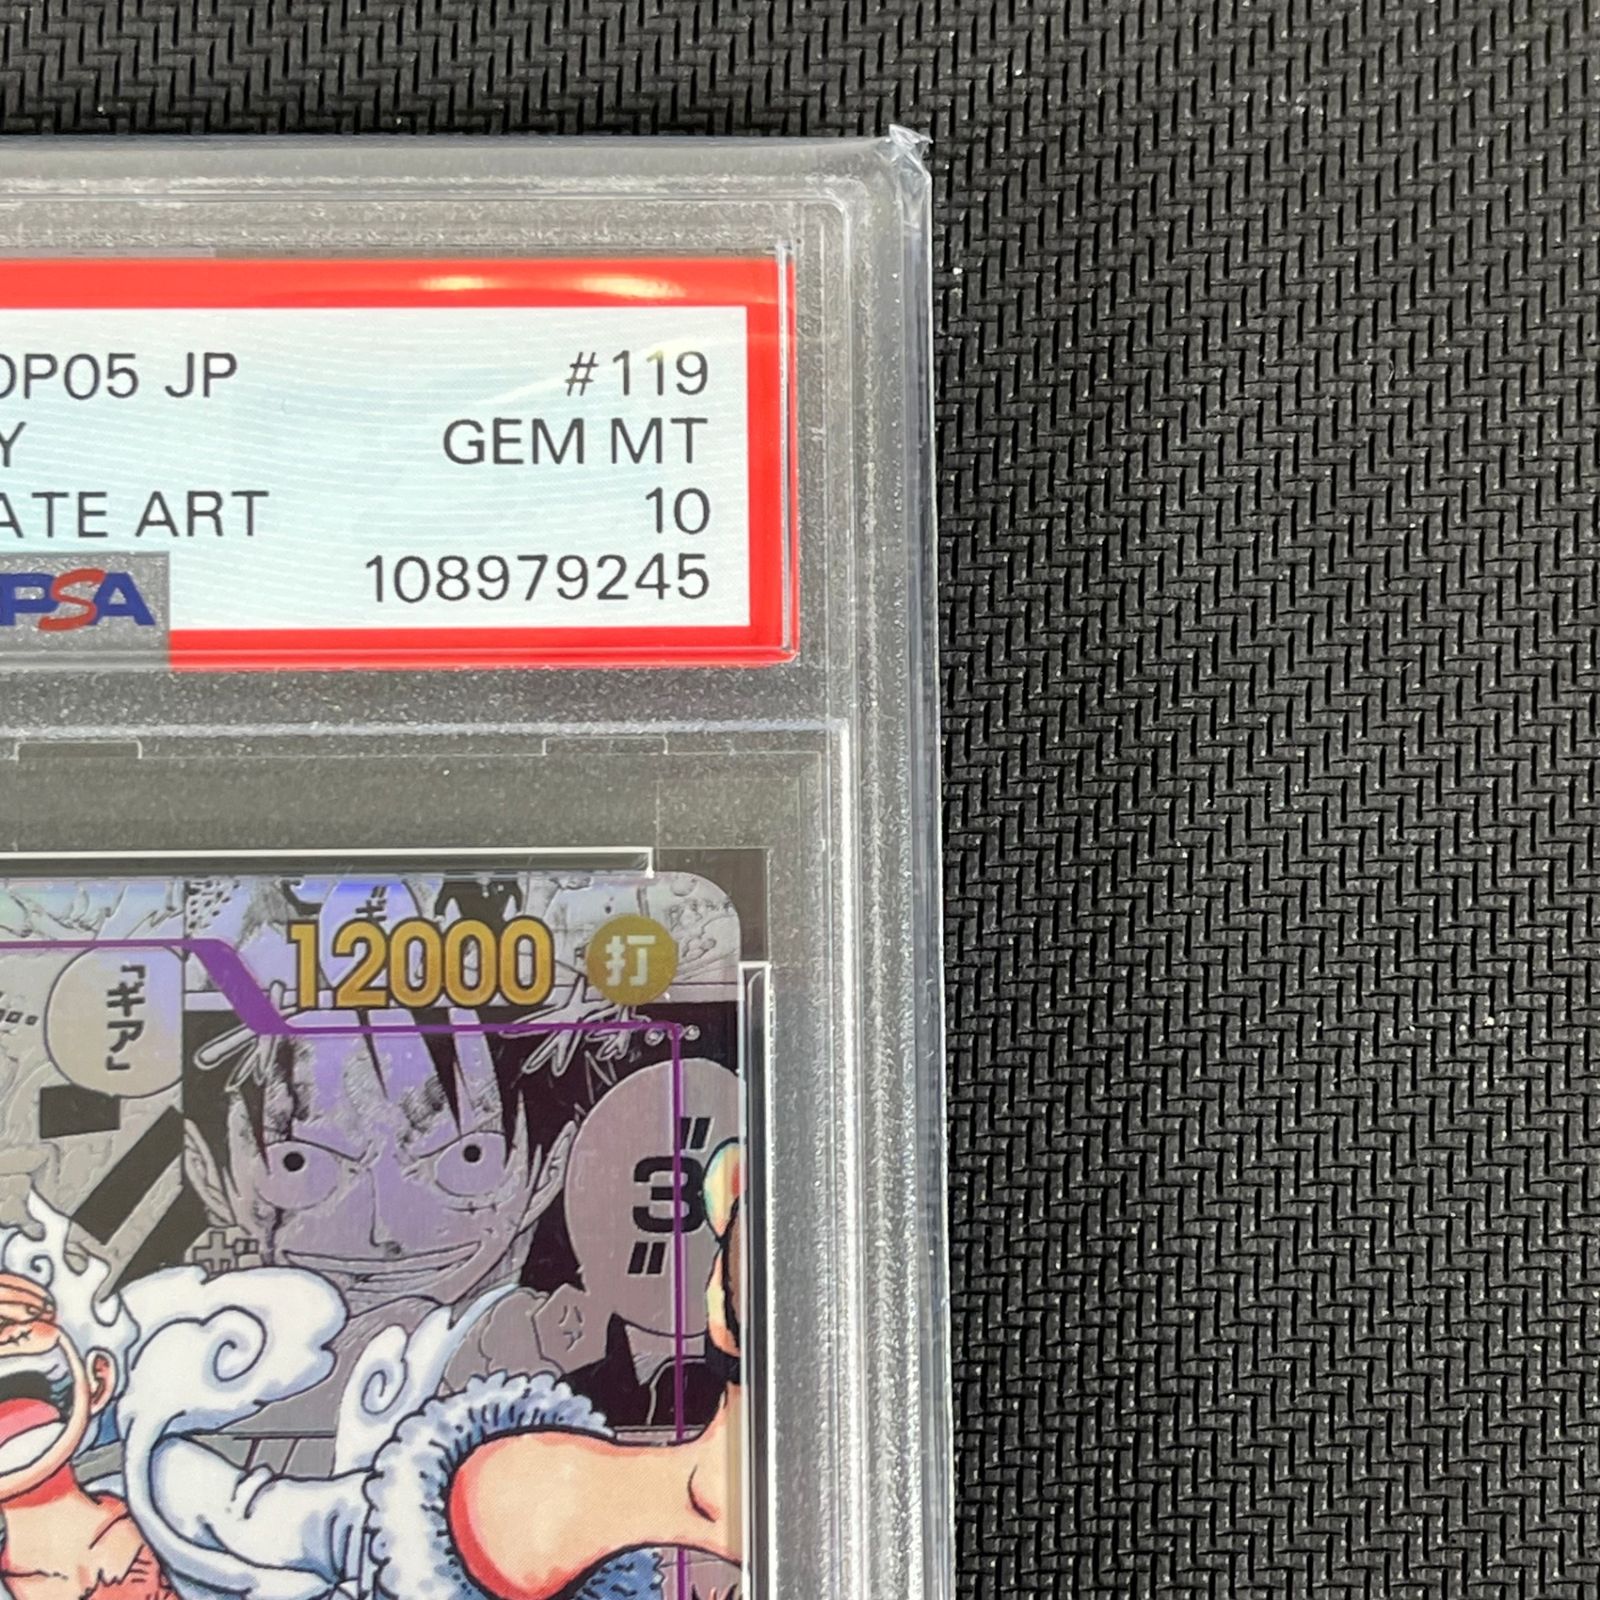 OP05 JP #119
Y GEM MT
ATE ART 10
PSA 108979245
12000 打
「ギア」
"3"